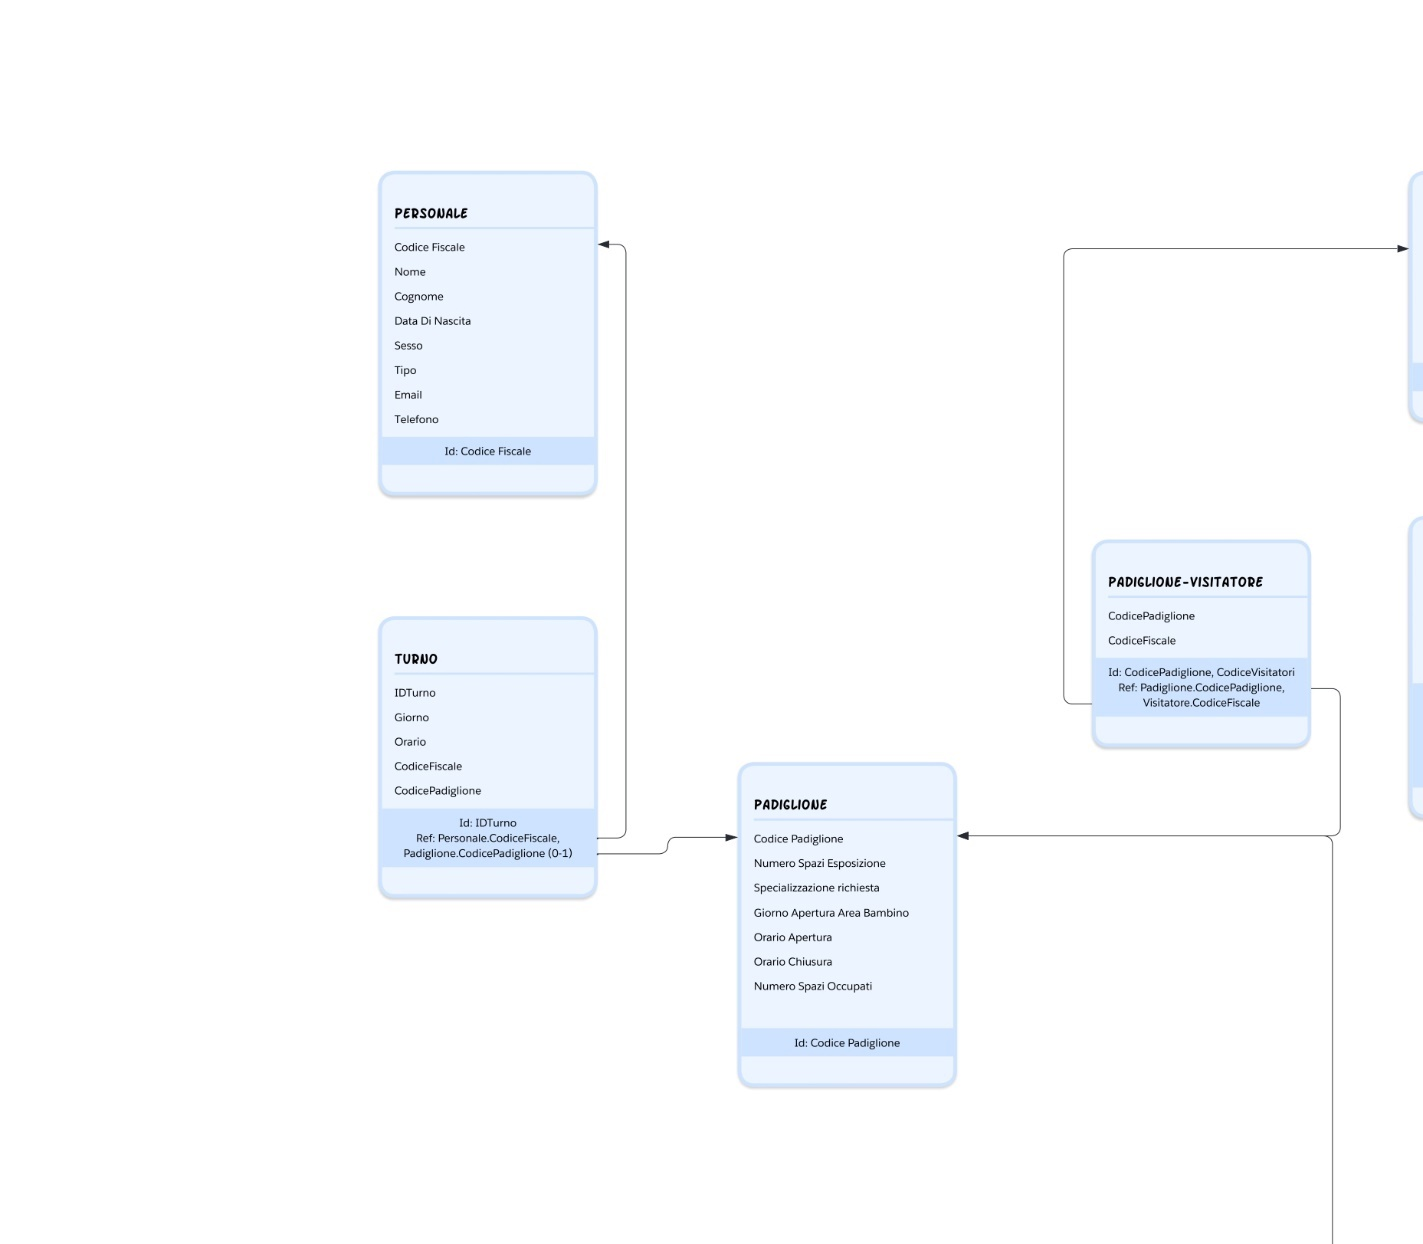 PERSONALE
Codice Fiscale
Nome
Cognome
Data Di Nascita
Sesso
Tipo
Email
Telefono
Id: Codice Fiscale
TURNO
IDTurno
Giorno
Orario
CodiceFiscale
CodicePadiglione
Id: IDTurno
Ref: Personale.CodiceFiscale,
Padiglione.CodicePadiglione (0-1)
PADIGLIONE
Codice Padiglione
Numero Spazi Esposizione
Specializzazione richiesta
Giorno Apertura Area Bambino
Orario Apertura
Orario Chiusura
Numero Spazi Occupati
Id: Codice Padiglione
PADIGLIONE-VISITATORE
CodicePadiglione
CodiceFiscale
Id: CodicePadiglione, CodiceVisitatori
Ref: Padiglione.CodicePadiglione,
Visitatore.CodiceFiscale